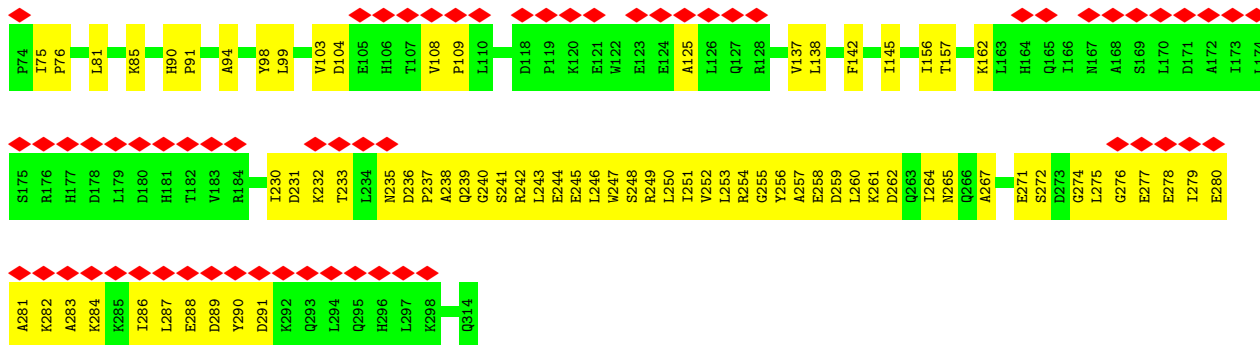 P74 I75 P76 L81 K85 H90 P91 A94 Y98 L99 V103 D104 E105 H106 T107 V108 P109 L110 D118 P119 K120 E121 W122 E123 E124 A125 L126 Q127 R128 V137 L138 F142 I145 I156 T157 K162 L163 H164 Q165 I166 N167 A168 S169 L170 D171 A172 I173 L174
S175 R176 H177 D178 L179 D180 H181 T182 V183 R184 I230 D231 K232 T233 L234 N235 D236 P237 A238 Q239 G240 S241 R242 L243 E244 E245 L246 W247 S248 R249 L250 I251 V252 L253 R254 G255 Y256 A257 E258 D259 L260 K261 D262 Q263 I264 N265 Q266 A267 E271 S272 D273 G274 L275 G276 E277 E278 I279 E280
A281 K282 A283 K284 K285 I286 L287 E288 D289 Y290 D291 K292 Q293 L294 Q295 H296 L297 K298 Q314